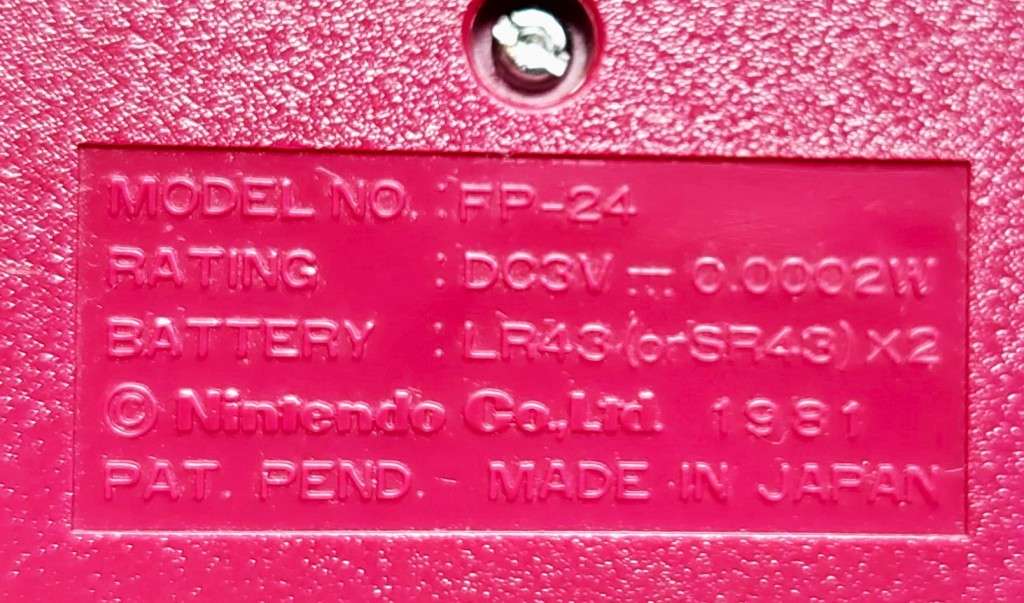 MODEL NO. : FP-24
RATING : DC3V ⎓ 0.0002W
BATTERY : LR43 (or SR43) X2
© Nintendo Co.,Ltd. 1981
PAT. PEND. MADE IN JAPAN